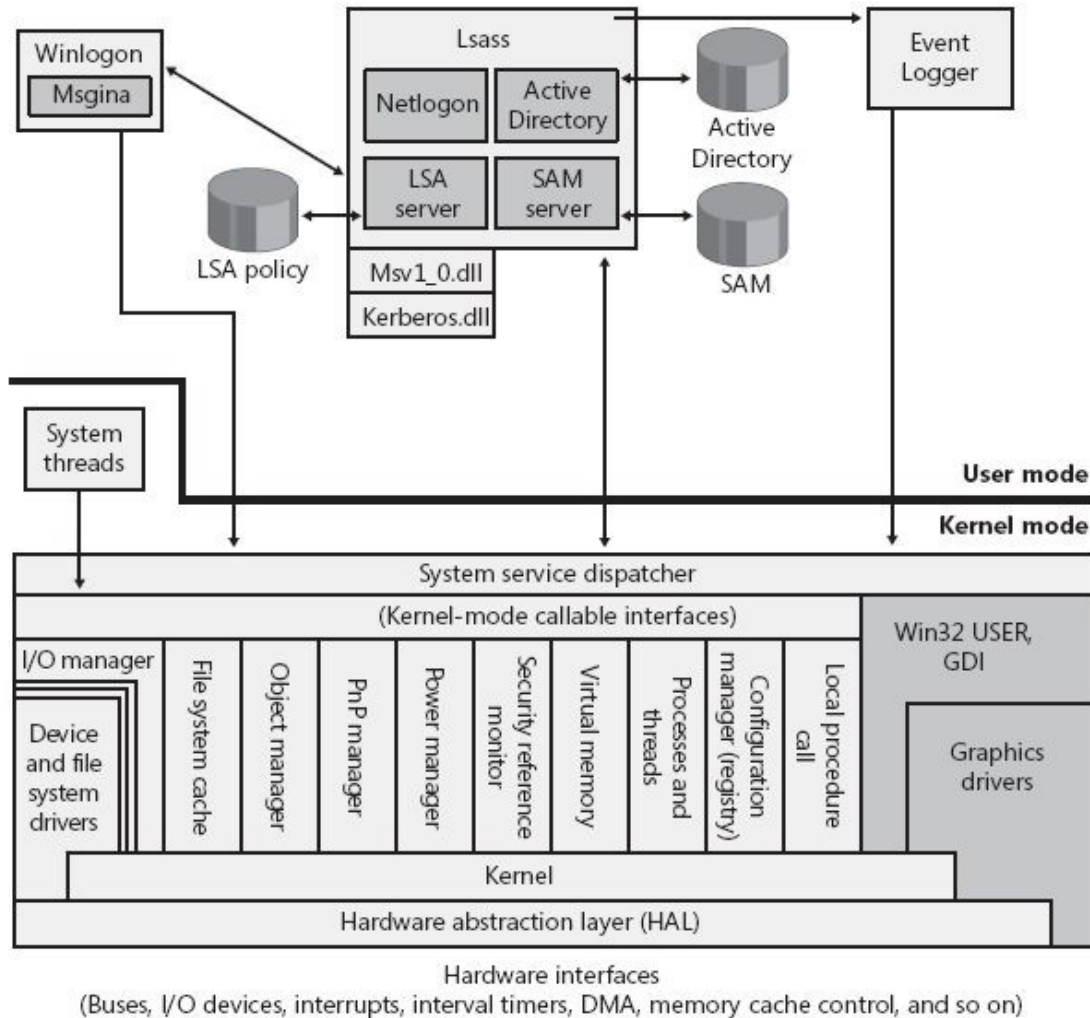 Lsass
Winlogon
Msgina
Event
Logger
Netlogon
Active
Directory
Active
Directory
LSA
server
SAM
server
LSA policy
SAM
Msv1_0.dll
Kerberos.dll
System
threads
User mode
Kernel mode
System service dispatcher
(Kernel-mode callable interfaces)
Win32 USER,
GDI
I/O manager
Device
and file
system
drivers
File system cache
Object manager
PnP manager
Power manager
Security reference
monitor
Virtual memory
Processes and
threads
Configuration
manager (registry)
Local procedure
call
Graphics
drivers
Kernel
Hardware abstraction layer (HAL)
Hardware interfaces
(Buses, I/O devices, interrupts, interval timers, DMA, memory cache control, and so on)